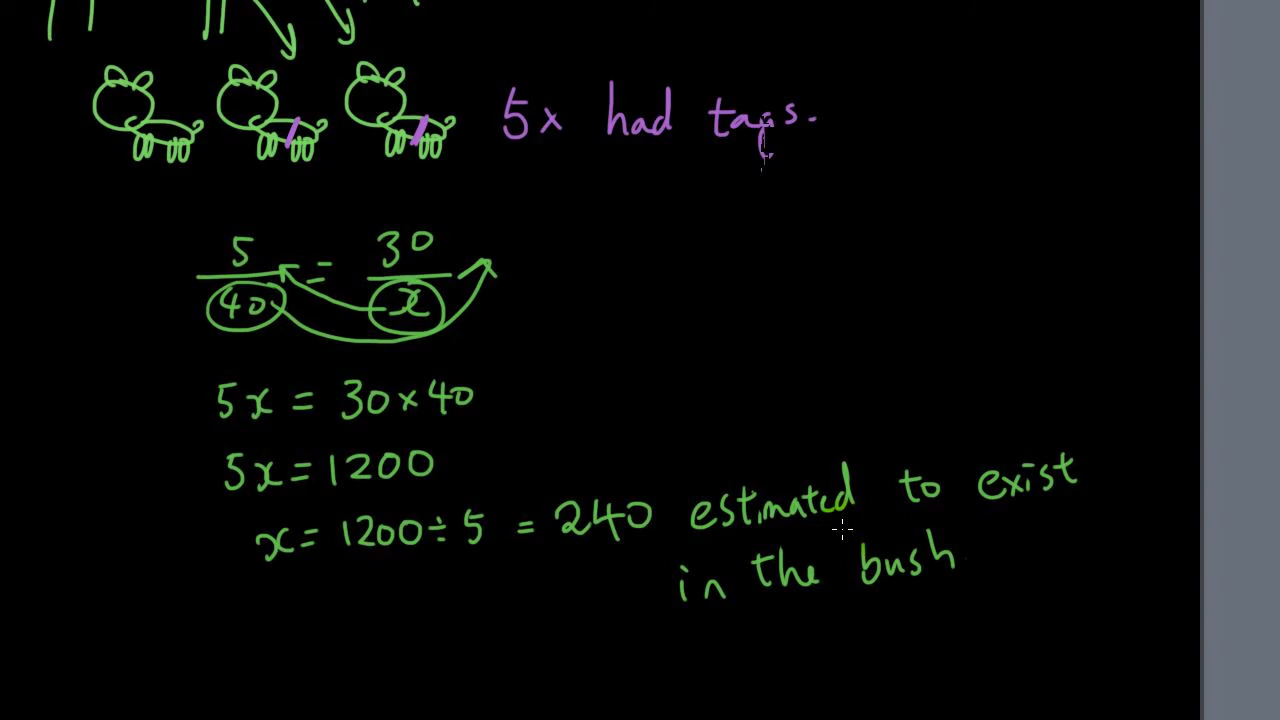 5x had tags.
5/40 = 30/x
5x = 30×40
5x = 1200
x = 1200÷5 = 240 estimated to exist
in the bush